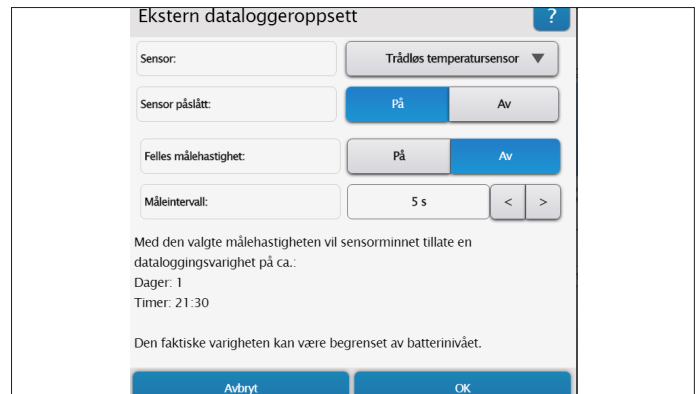 Ekstern dataloggeroppsett
?
Sensor:
Trådløs temperatursensor
Sensor påslått:
På
Av
Felles målehastighet:
På
Av
Måleintervall:
5 s
<
>
Med den valgte målehastigheten vil sensorminnet tillate en
dataloggingsvarighet på ca.:
Dager: 1
Timer: 21:30
Den faktiske varigheten kan være begrenset av batterinivået.
Avbryt
OK